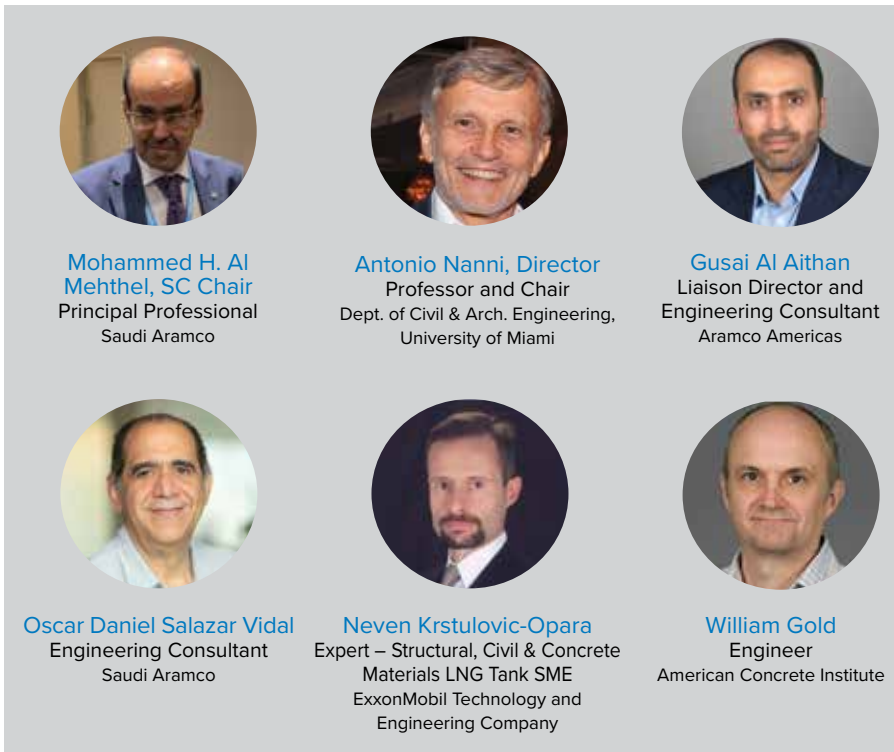 Mohammed H. Al
Mehthel, SC Chair
Principal Professional
Saudi Aramco
Antonio Nanni, Director
Professor and Chair
Dept. of Civil & Arch. Engineering,
University of Miami
Gusai Al Aithan
Liaison Director and
Engineering Consultant
Aramco Americas
Oscar Daniel Salazar Vidal
Engineering Consultant
Saudi Aramco
Neven Krstulovic-Opara
Expert – Structural, Civil & Concrete
Materials LNG Tank SME
ExxonMobil Technology and
Engineering Company
William Gold
Engineer
American Concrete Institute